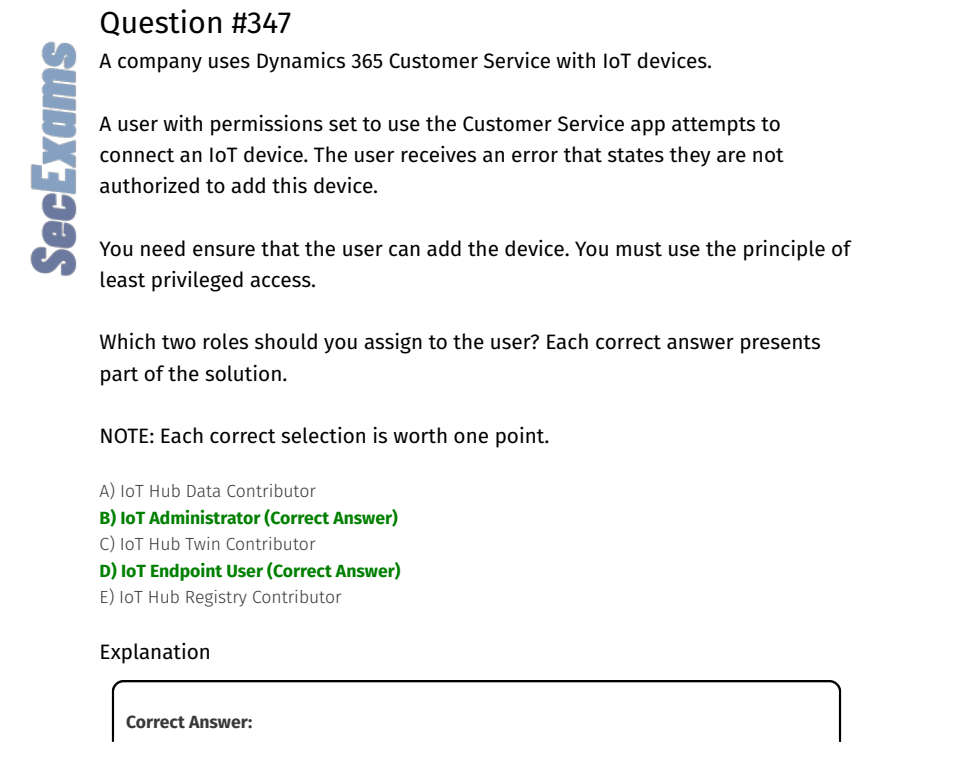 Question #347
SecExams
A company uses Dynamics 365 Customer Service with IoT devices.
A user with permissions set to use the Customer Service app attempts to
connect an IoT device. The user receives an error that states they are not
authorized to add this device.
You need ensure that the user can add the device. You must use the principle of
least privileged access.
Which two roles should you assign to the user? Each correct answer presents
part of the solution.
NOTE: Each correct selection is worth one point.
A) IoT Hub Data Contributor
B) IoT Administrator (Correct Answer)
C) IoT Hub Twin Contributor
D) IoT Endpoint User (Correct Answer)
E) IoT Hub Registry Contributor
Explanation
Correct Answer: